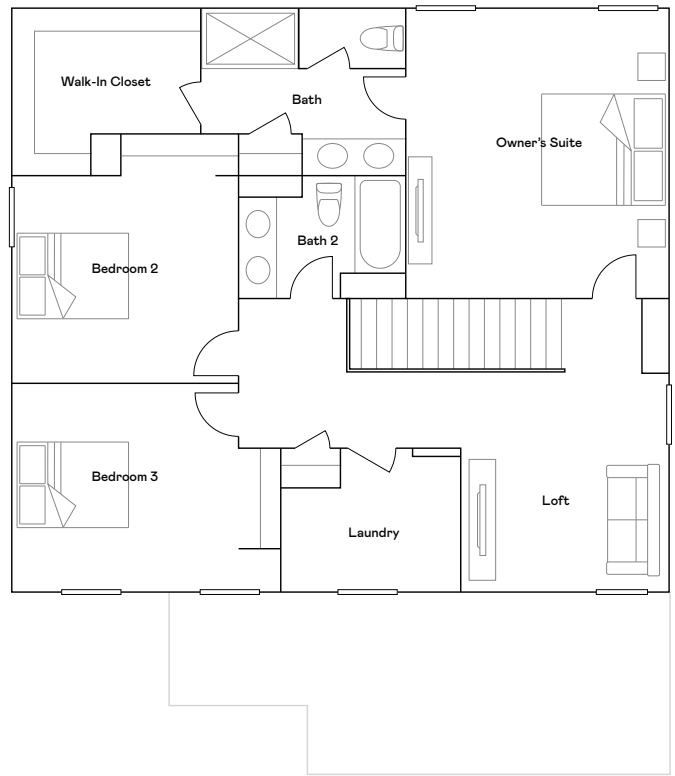 Walk-In Closet
Bath
Owner's Suite
Bath 2
Bedroom 2
Bedroom 3
Loft
Laundry